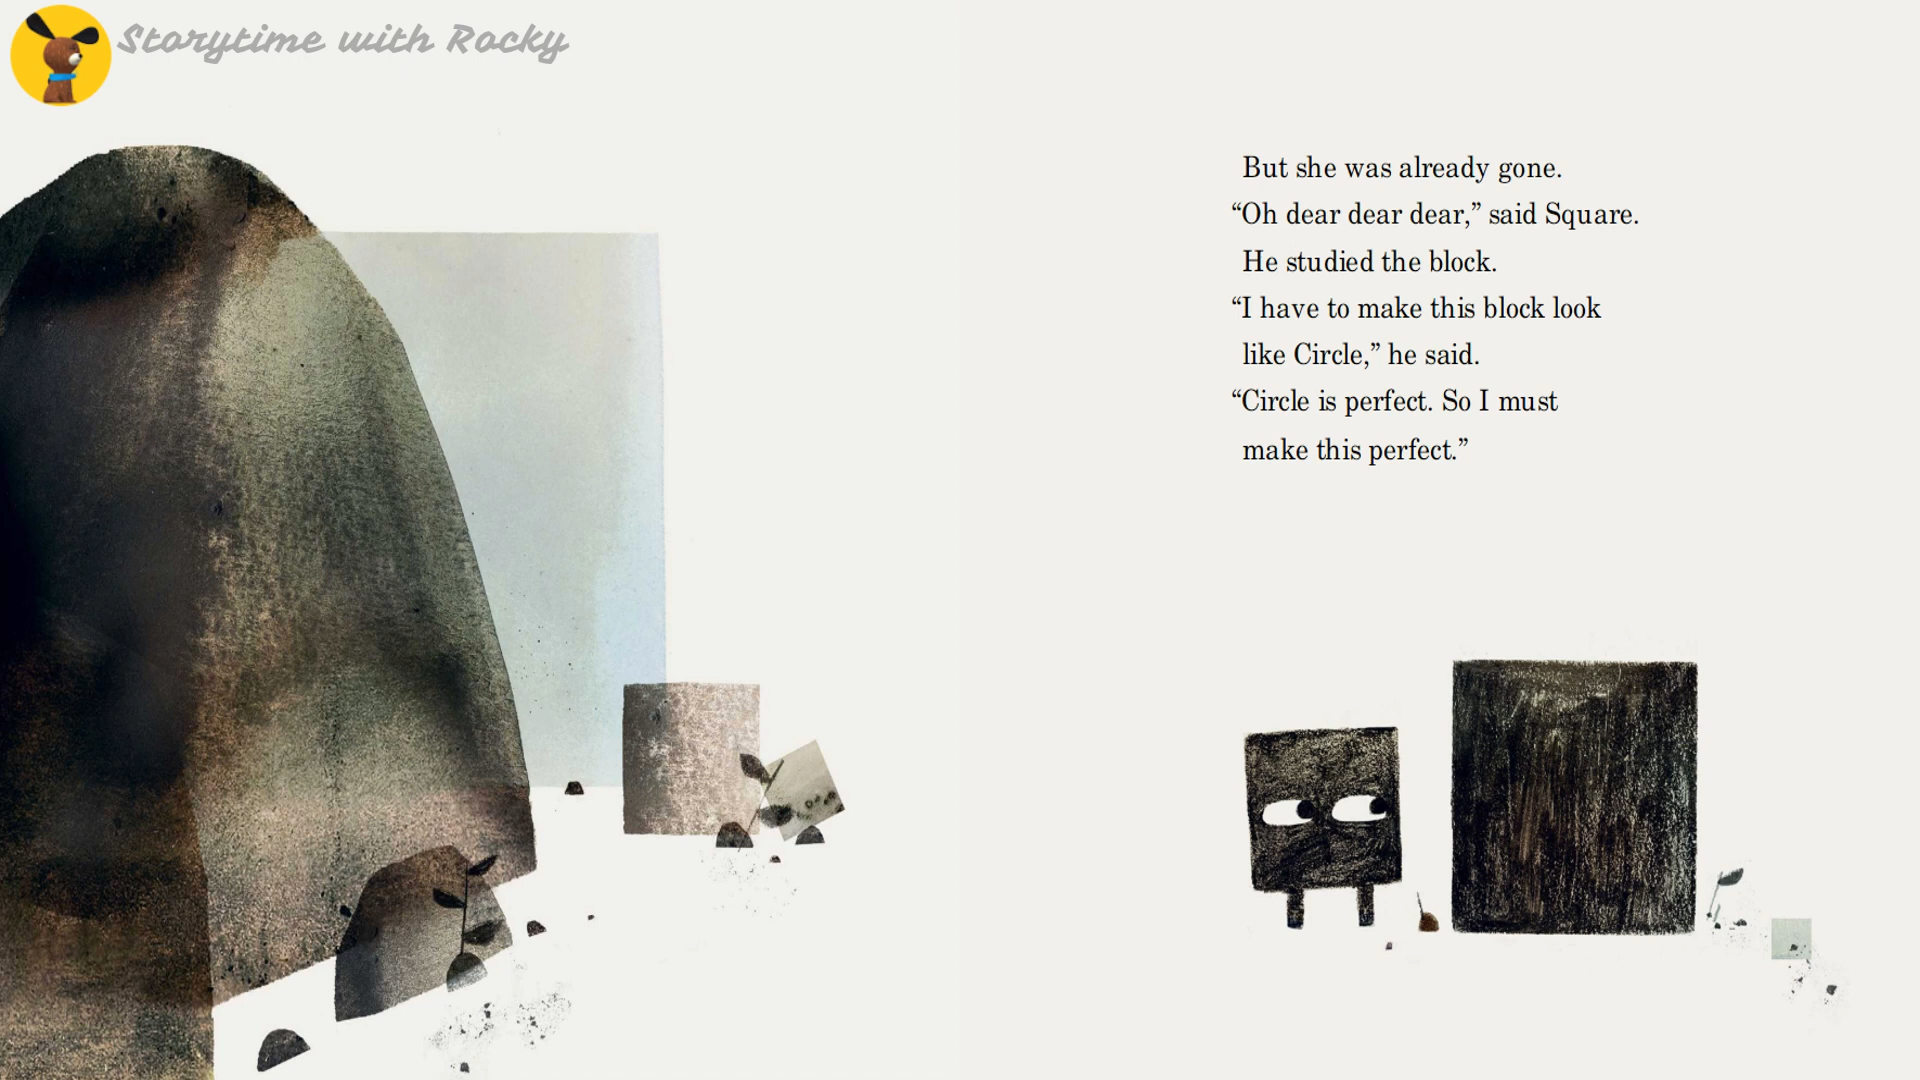 Storytime with Rocky
But she was already gone.
“Oh dear dear dear,” said Square.
He studied the block.
“I have to make this block look
like Circle,” he said.
“Circle is perfect. So I must
make this perfect.”